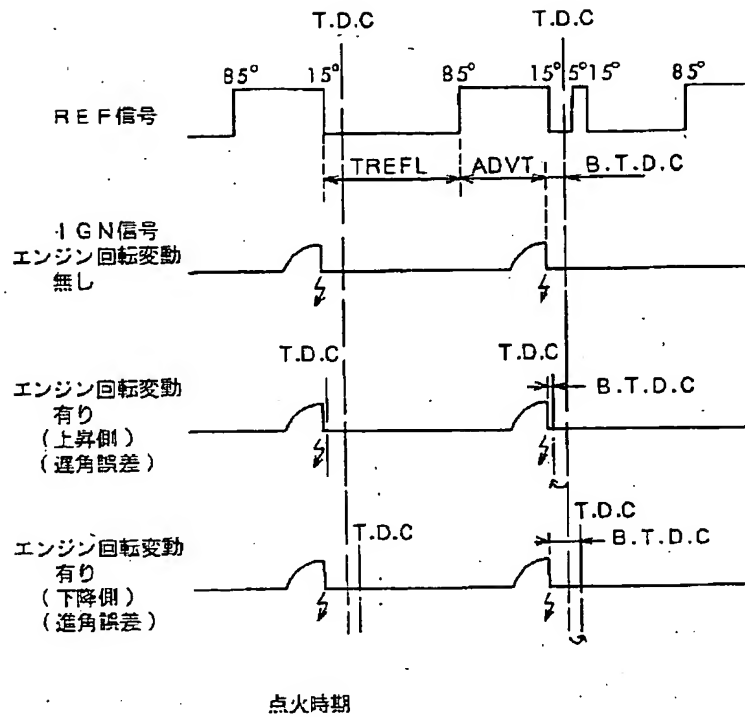 T.D.C T.D.C
85° 15° 85° 15° 5° 15° 85°
REF信号
TREFL ADVT B.T.D.C
IGN信号
エンジン回転変動
無し
T.D.C T.D.C
エンジン回転変動
有り
(上昇側)
(遅角誤差)
B.T.D.C
T.D.C
T.D.C
エンジン回転変動
有り
(下降側)
(進角誤差)
B.T.D.C
点火時期